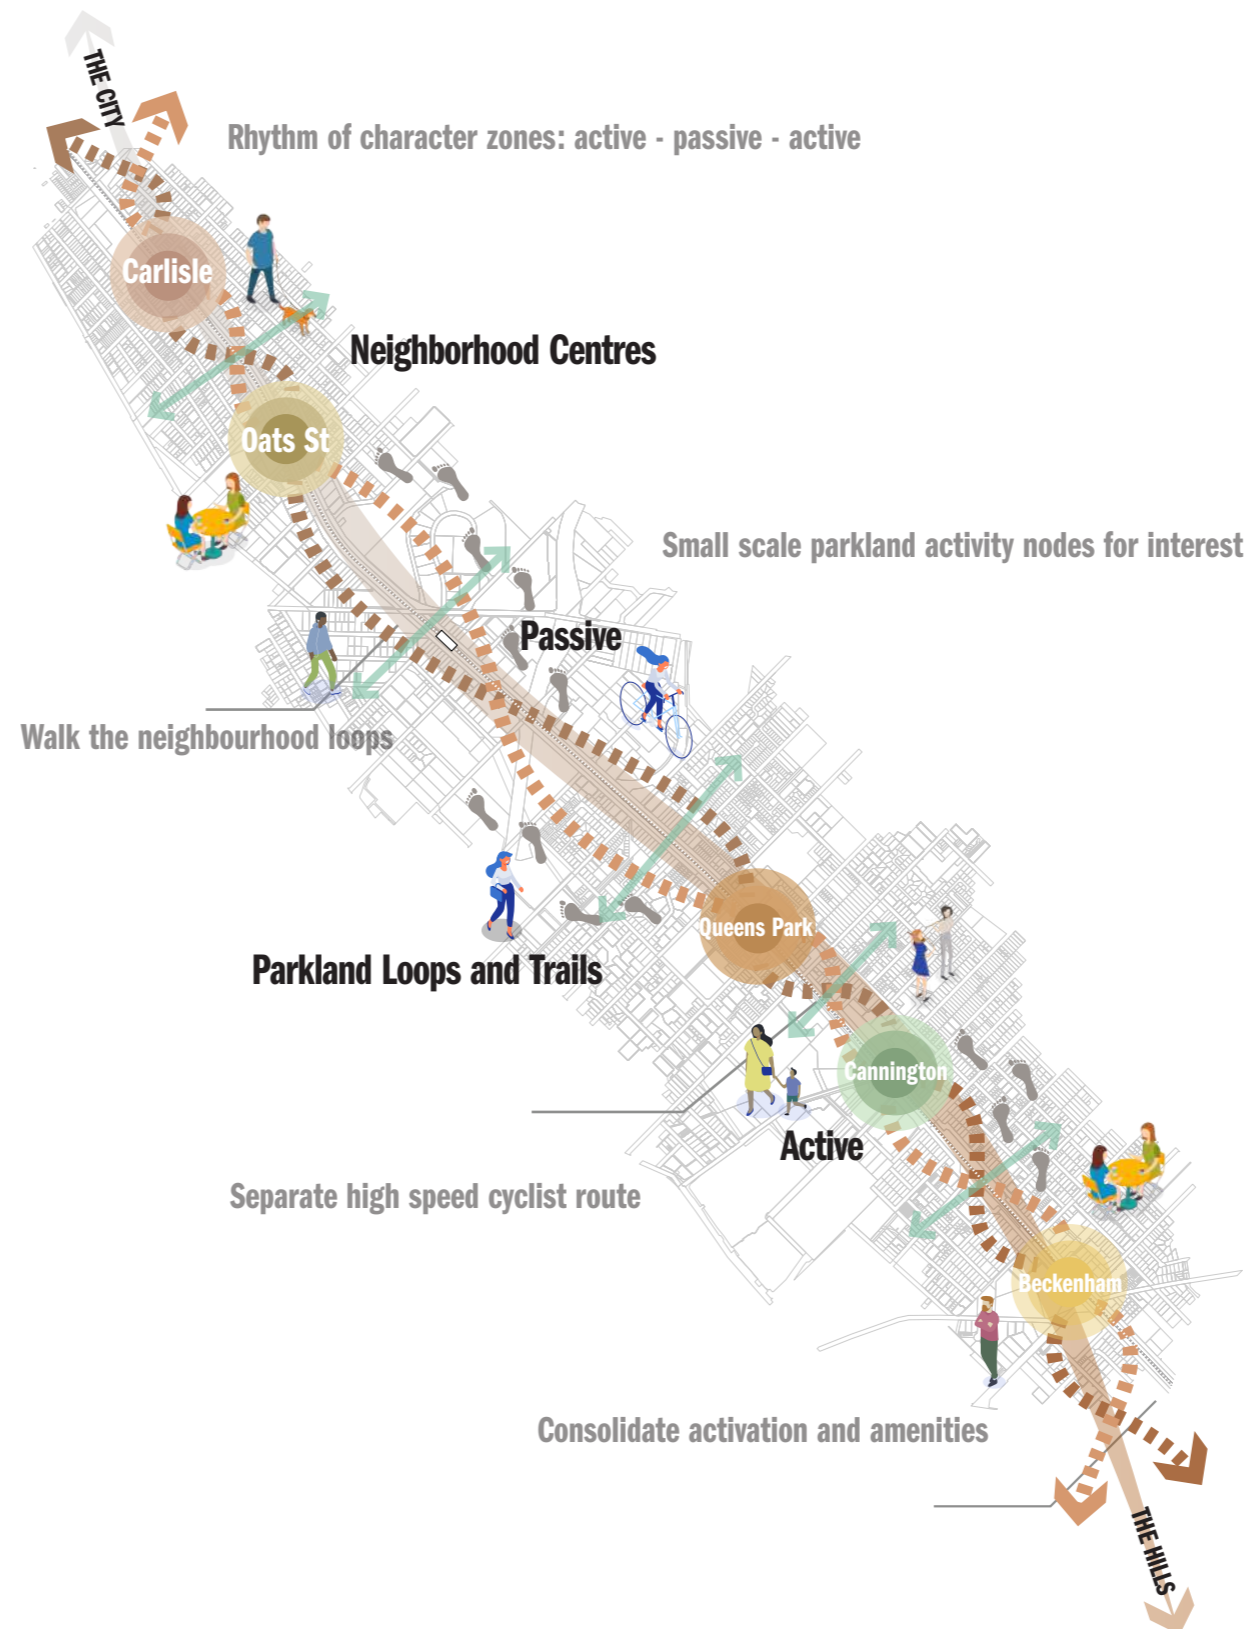 THE CITY
Rhythm of character zones: active - passive - active
Carlisle
Neighborhood Centres
Oats St
Small scale parkland activity nodes for interest
Passive
Walk the neighbourhood loops
Queens Park
Parkland Loops and Trails
Cannington
Active
Separate high speed cyclist route
Beckenham
Consolidate activation and amenities
THE HILLS